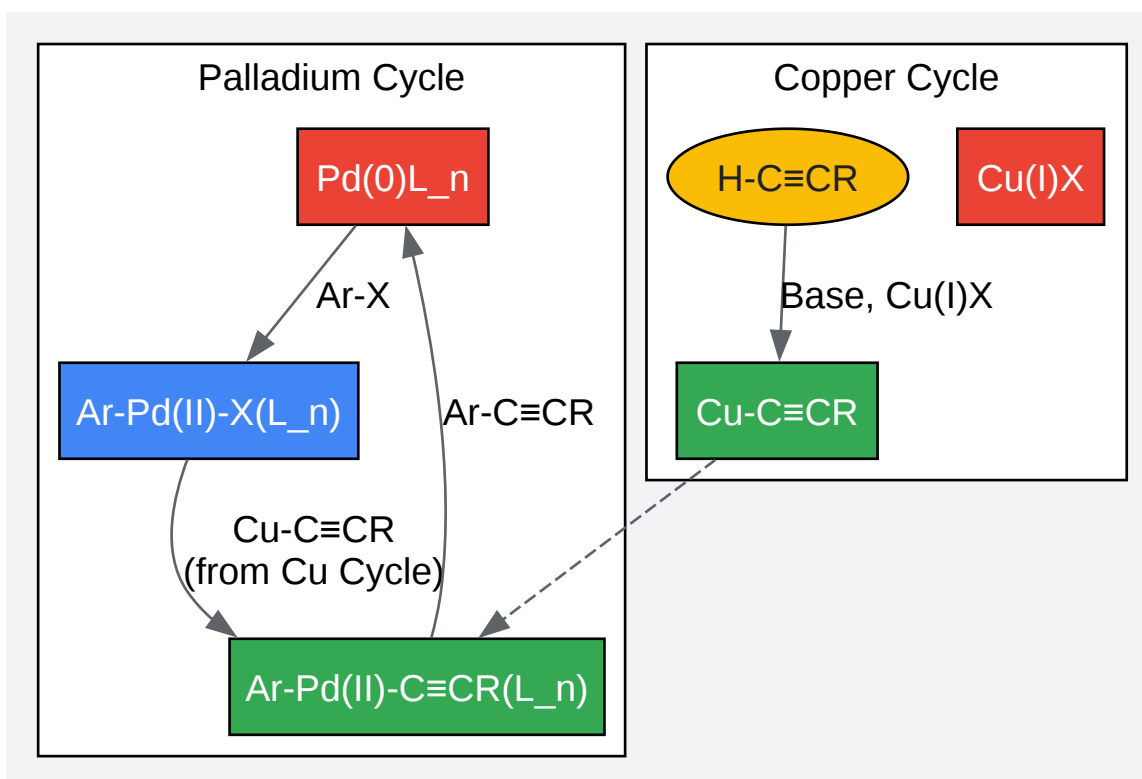 Palladium Cycle
Pd(0)L_n
Ar-X
Ar-Pd(II)-X(L_n)
Ar-C≡CR
Cu-C≡CR
(from Cu Cycle)
Ar-Pd(II)-C≡CR(L_n)
Copper Cycle
H-C≡CR
Cu(I)X
Base, Cu(I)X
Cu-C≡CR